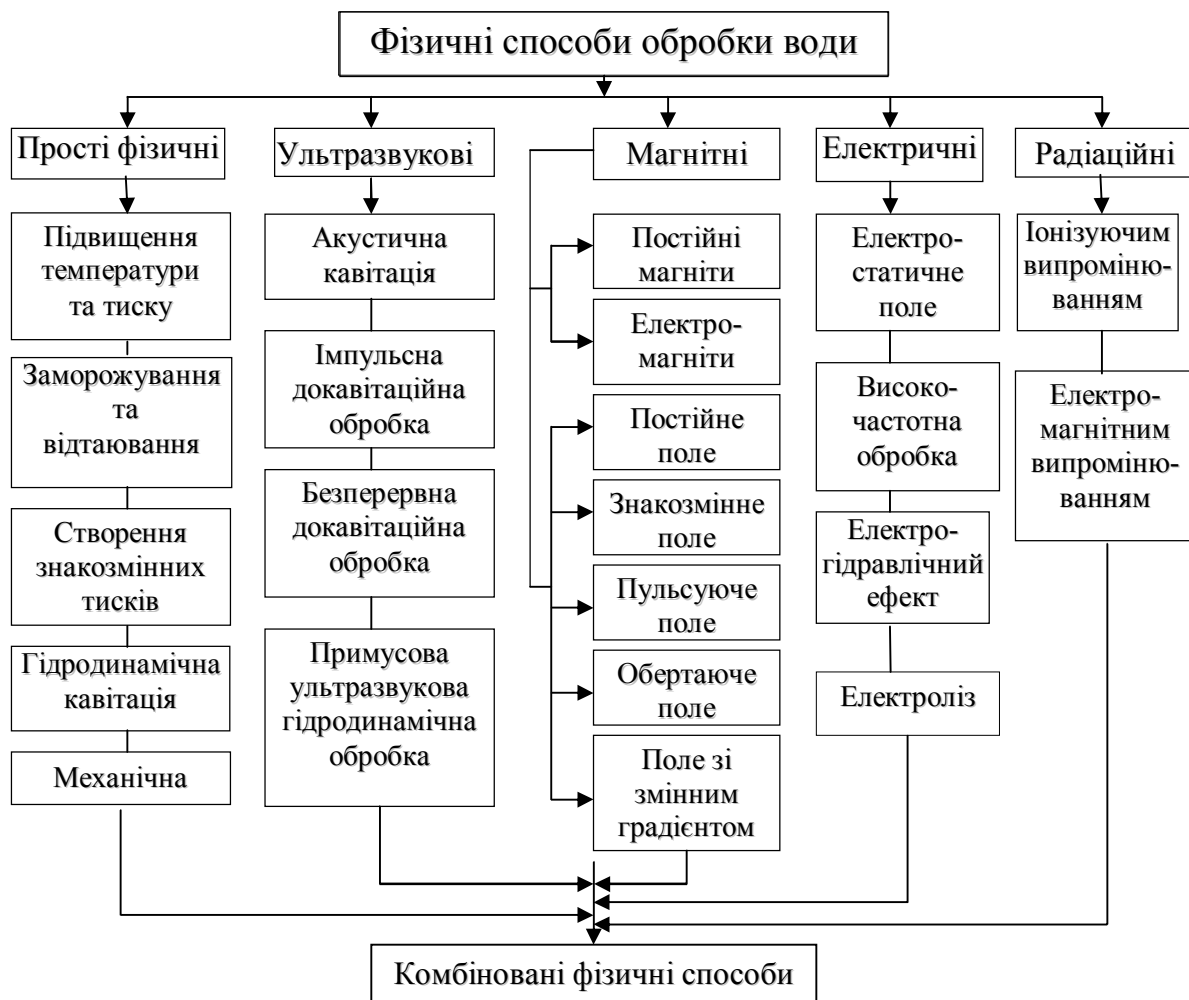 Фізичні способи обробки води
Прості фізичні
Підвищення
температури
та тиску
Заморожування
та
відтаювання
Створення
знакозмінних
тисків
Гідродинамічна
кавітація
Механічна
Ультразвукові
Акустична
кавітація
Імпульсна
докавітаційна
обробка
Безперервна
докавітаційна
обробка
Примусова
ультразвукова
гідродинамічна
обробка
Магнітні
Постійні
магніти
Електро-
магніти
Постійне
поле
Знакозмінне
поле
Пульсуюче
поле
Обертаюче
поле
Поле зі
змінним
градієнтом
Електричні
Електро-
статичне
поле
Високо-
частотна
обробка
Електро-
гідравлічний
ефект
Електроліз
Радіаційні
Іонізуючим
випроміню-
ванням
Електро-
магнітним
випроміню-
ванням
Комбіновані фізичні способи